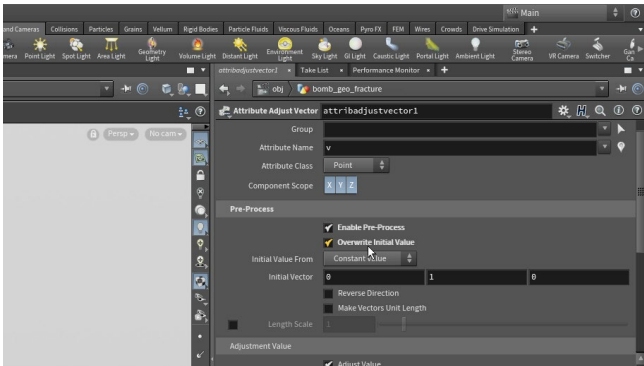 Main
and Cameras Collisions Particles Grains Vellum Rigid Bodies Particle Fluids Viscous Fluids Oceans Pyro FX FEM Wires Crowds Drive Simulation +
mera Point Light Spot Light Area Light Geometry Light Volume Light Distant Light Environment Light Sky Light GI Light Caustic Light Portal Light Ambient Light Stereo Camera VR Camera Switcher Gan Ca
attribadjustvector1 × Take List × Performance Monitor × +
obj bomb_geo_fracture
Attribute Adjust Vector attribadjustvector1
Persp No cam
Group
Attribute Name v
Attribute Class Point
Component Scope X Y Z
Pre-Process
Enable Pre-Process
Overwrite Initial Value
Initial Value From Constant Value
Initial Vector 0 1 0
Reverse Direction
Make Vectors Unit Length
Length Scale 1
Adjustment Value
Adjust Value